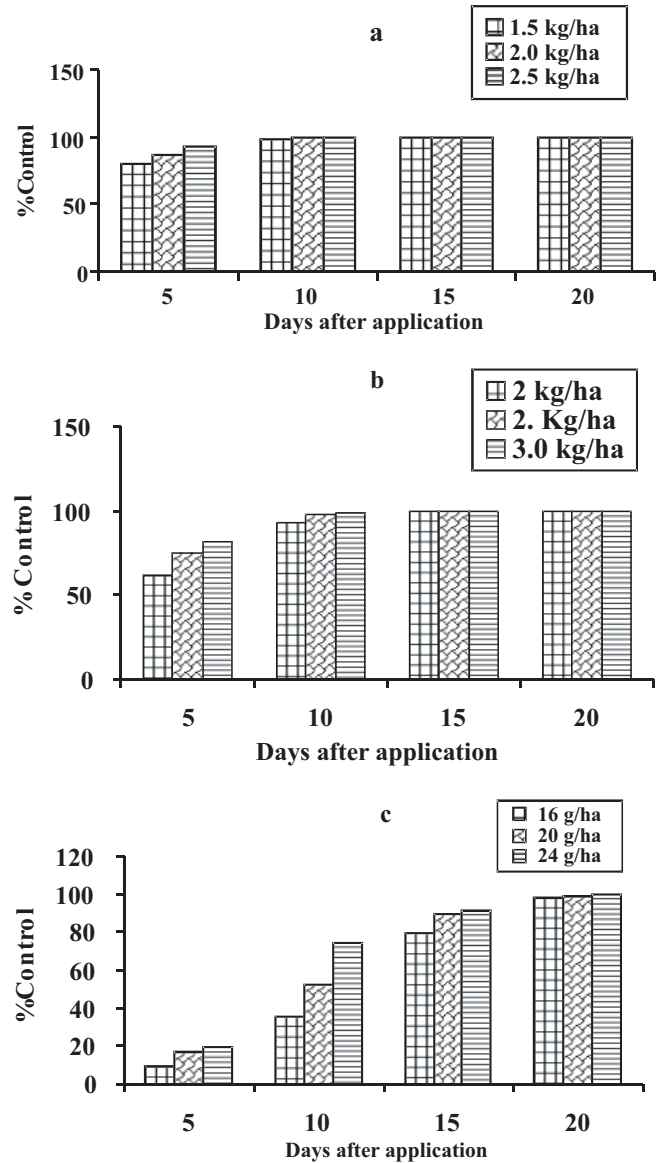 a
1.5 kg/ha
2.0 kg/ha
2.5 kg/ha
150
100
50
0
%Control
5 10 15 20
Days after application
b
2 kg/ha
2. Kg/ha
3.0 kg/ha
150
100
50
0
%Control
5 10 15 20
Days after application
c
16 g/ha
20 g/ha
24 g/ha
120
100
80
60
40
20
0
%Control
5 10 15 20
Days after application